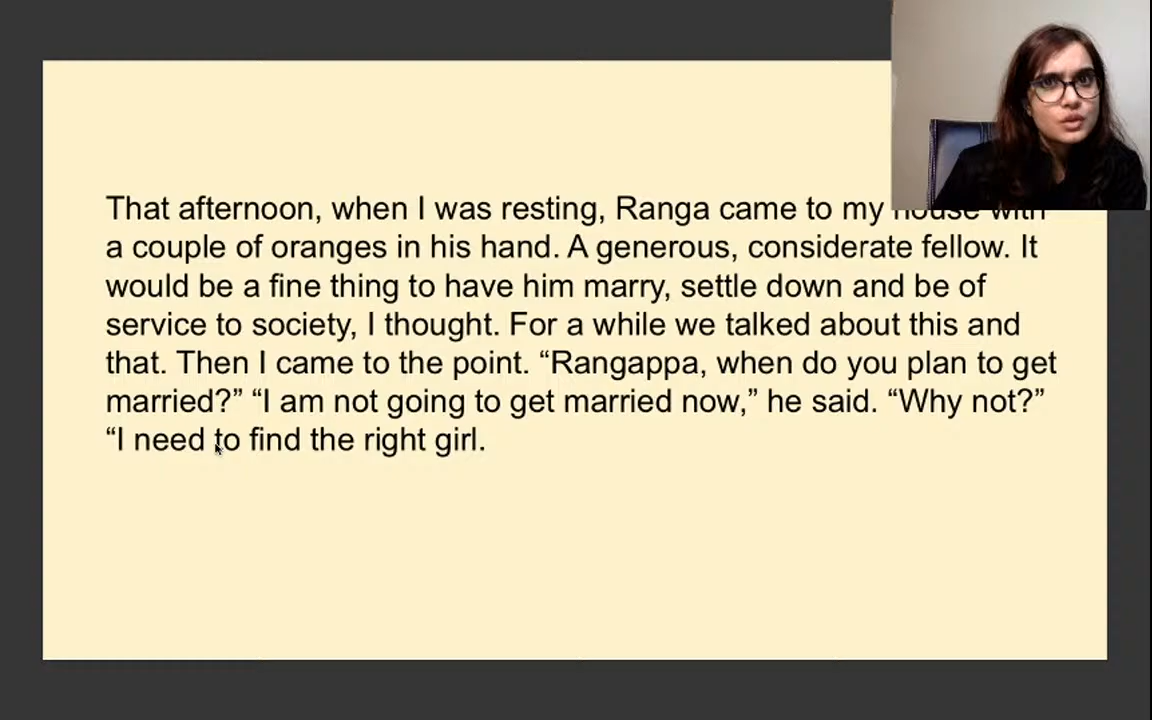 That afternoon, when I was resting, Ranga came to my house with
a couple of oranges in his hand. A generous, considerate fellow. It
would be a fine thing to have him marry, settle down and be of
service to society, I thought. For a while we talked about this and
that. Then I came to the point. “Rangappa, when do you plan to get
married?” “I am not going to get married now,” he said. “Why not?”
“I need to find the right girl.